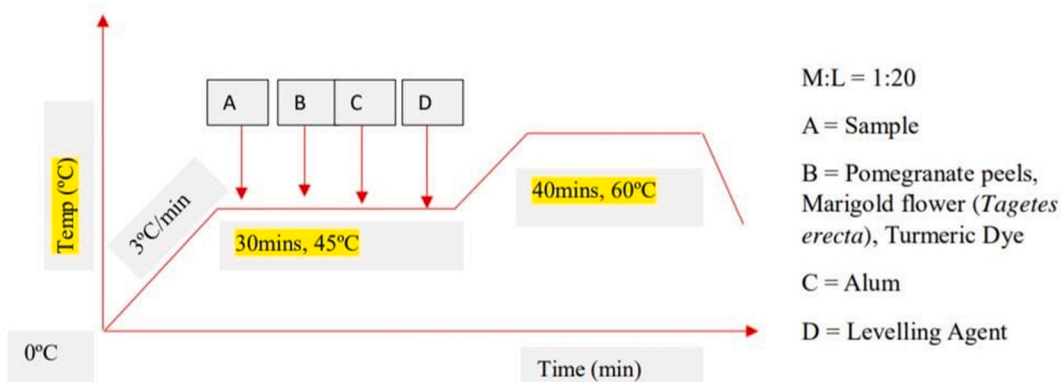 A B C D
Temp (ºC)
3ºC/min
30mins, 45ºC
40mins, 60ºC
0ºC
Time (min)
M:L = 1:20
A = Sample
B = Pomegranate peels,
Marigold flower (Tagetes
erecta), Turmeric Dye
C = Alum
D = Levelling Agent